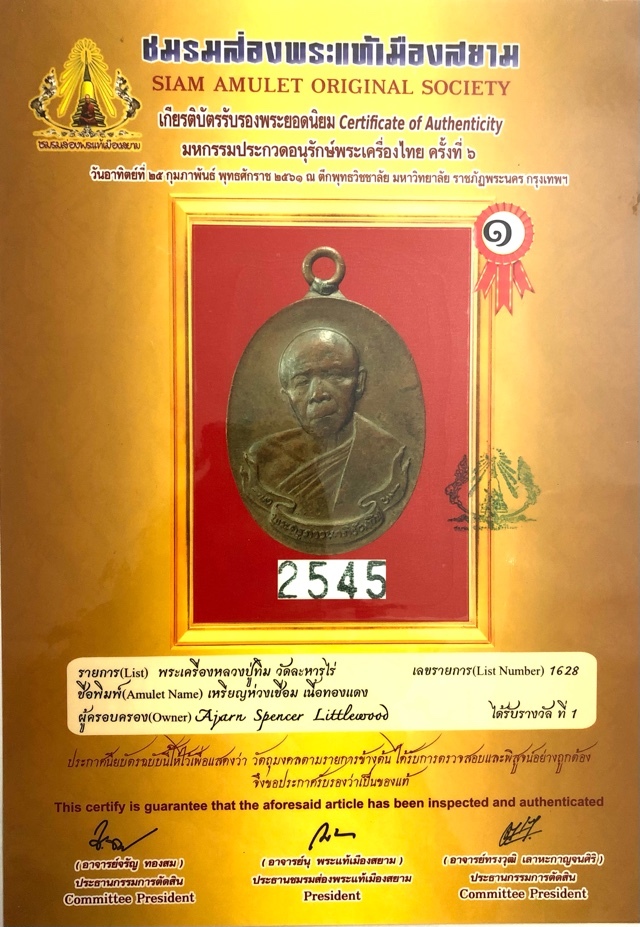 ชมรมส่องพระแท้เมืองสยาม
SIAM AMULET ORIGINAL SOCIETY
ชมรมส่องพระแท้เมืองสยาม
เกียรติบัตรรับรองพระยอดนิยม Certificate of Authenticity
มหกรรมประกวดอนุรักษ์พระเครื่องไทย ครั้งที่ ๖
วันอาทิตย์ที่ ๒๕ กุมภาพันธ์ พุทธศักราช ๒๕๖๑ ณ ตึกพุทธวิชชาลัย มหาวิทยาลัย ราชภัฏพระนคร กรุงเทพฯ
๑
2545
รายการ(List) พระเครื่องหลวงปู่ทิม วัดละหารไร่ เลขรายการ(List Number) 1628
ชื่อพิมพ์(Amulet Name) เหรียญห่วงเชื่อม เนื้อทองแดง
ผู้ครอบครอง(Owner) Ajarn Spencer Littlewood ได้รับรางวัล ที่ 1
ประกาศนียบัตรฉบับนี้ให้ไว้เพื่อแสดงว่า วัตถุมงคลตามรายการข้างต้น ได้รับการตรวจสอบและพิสูจน์อย่างถูกต้อง
จึงขอประกาศรับรองว่าเป็นของแท้
This certify is guarantee that the aforesaid article has been inspected and authenticated
(อาจารย์จรัญ ทองสม) (อาจารย์นุ พระแท้เมืองสยาม) (อาจารย์ทรงวุฒิ เลาหะกาญจนศิริ)
ประธานกรรมการตัดสิน ประธานชมรมส่องพระแท้เมืองสยาม ประธานกรรมการตัดสิน
Committee President President Committee President